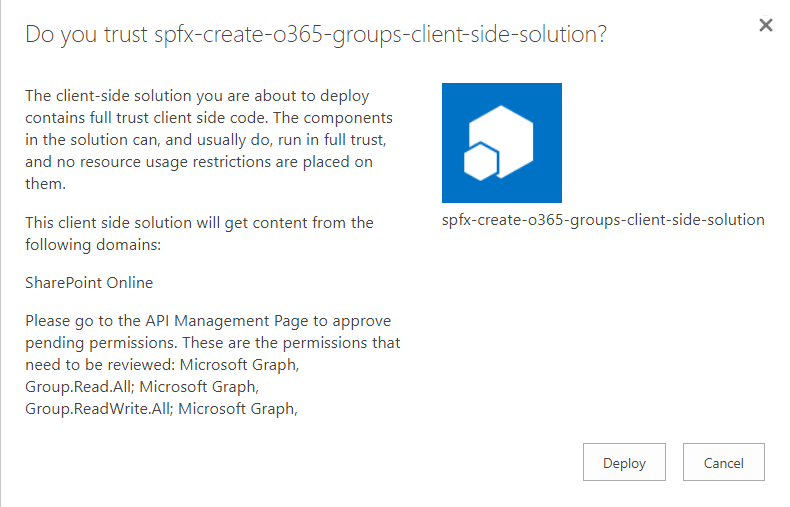 Do you trust spfx-create-o365-groups-client-side-solution?
The client-side solution you are about to deploy
contains full trust client side code. The components
in the solution can, and usually do, run in full trust,
and no resource usage restrictions are placed on
them.
This client side solution will get content from the
following domains:
SharePoint Online
Please go to the API Management Page to approve
pending permissions. These are the permissions that
need to be reviewed: Microsoft Graph,
Group.Read.All; Microsoft Graph,
Group.ReadWrite.All; Microsoft Graph,
spfx-create-o365-groups-client-side-solution
Deploy
Cancel